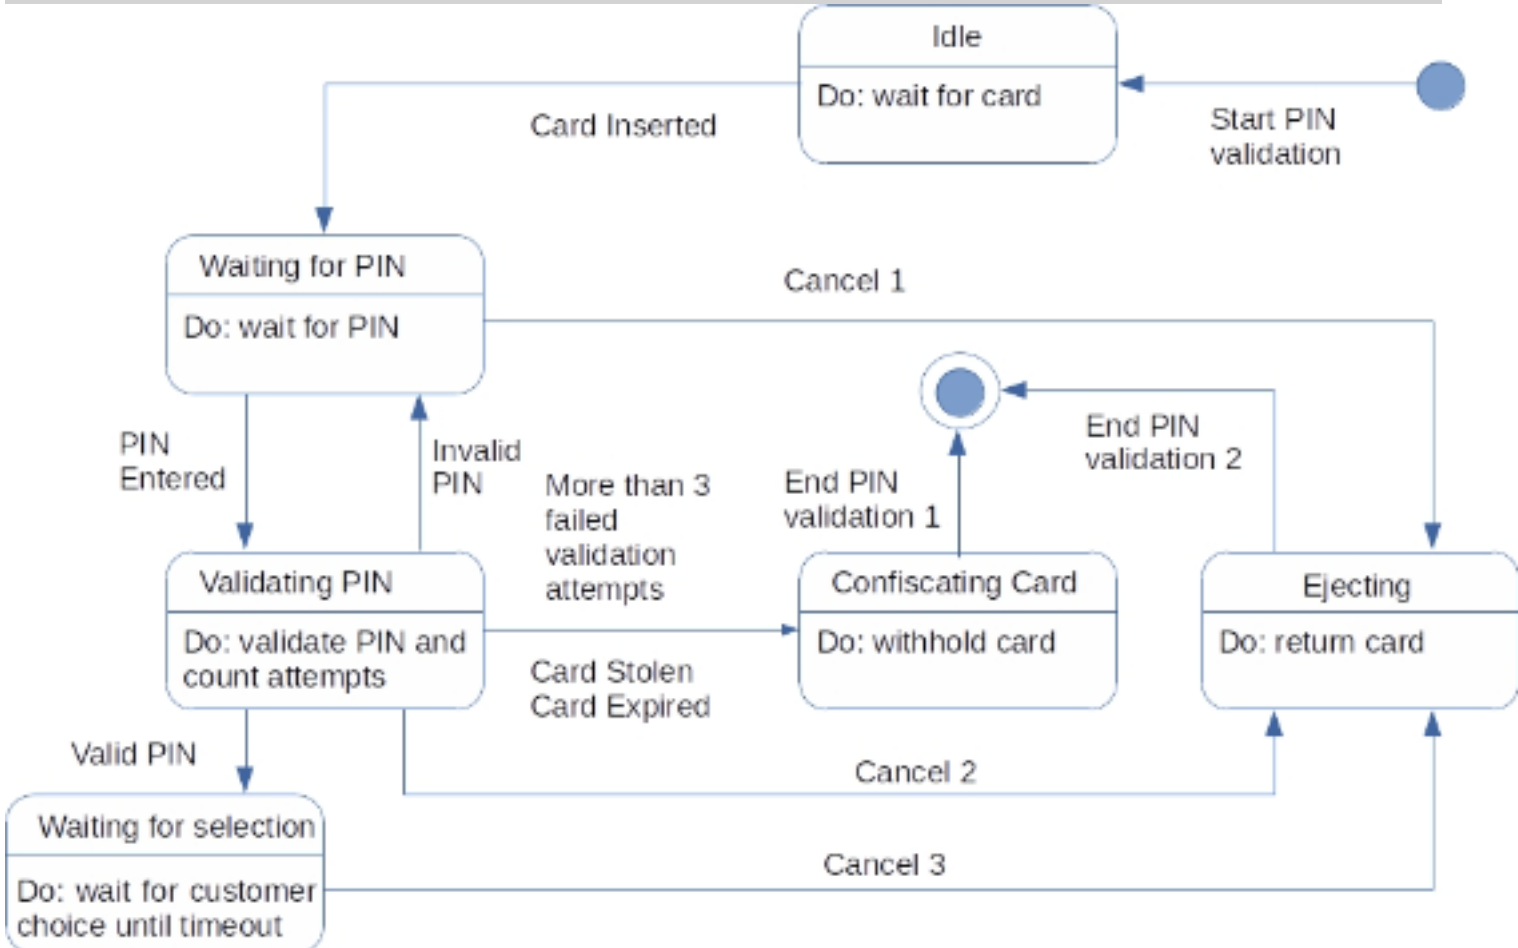 Idle
Do: wait for card
Card Inserted
Start PIN
validation
Waiting for PIN
Do: wait for PIN
Cancel 1
PIN
Entered
Invalid
PIN
More than 3
failed
validation
attempts
End PIN
validation 1
End PIN
validation 2
Validating PIN
Do: validate PIN and
count attempts
Confiscating Card
Do: withhold card
Ejecting
Do: return card
Card Stolen
Card Expired
Valid PIN
Cancel 2
Waiting for selection
Do: wait for customer
choice until timeout
Cancel 3